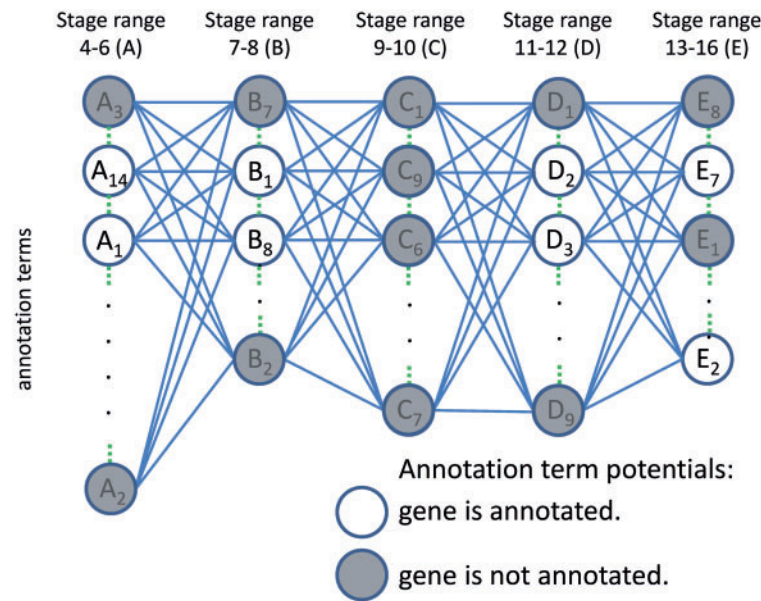 Stage range Stage range Stage range Stage range Stage range
4-6 (A) 7-8 (B) 9-10 (C) 11-12 (D) 13-16 (E)
A3 B7 C1 D1 E8
A14 B1 C9 D2 E7
A1 B8 C6 D3 E1
annotation terms
B2 E2
C7 D9
A2
Annotation term potentials:
gene is annotated.
gene is not annotated.